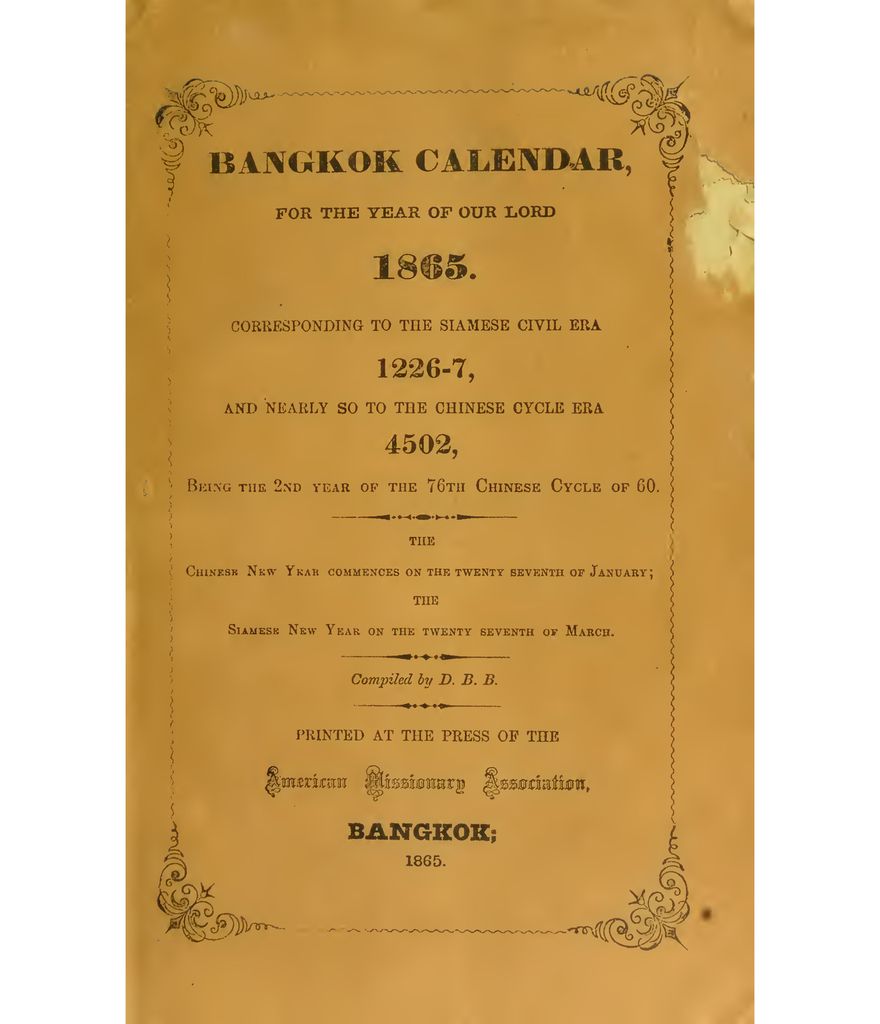 BANGKOK CALENDAR,
FOR THE YEAR OF OUR LORD
1865.
CORRESPONDING TO THE SIAMESE CIVIL ERA
1226-7,
AND NEARLY SO TO THE CHINESE CYCLE ERA
4502,
BEING THE 2ND YEAR OF THE 76TH CHINESE CYCLE OF 60.
THE
CHINESE NEW YEAR COMMENCES ON THE TWENTY SEVENTH OF JANUARY;
THE
SIAMESE NEW YEAR ON THE TWENTY SEVENTH OF MARCH.
Compiled by D. B. B.
PRINTED AT THE PRESS OF THE
American Missionary Association,
BANGKOK;
1865.